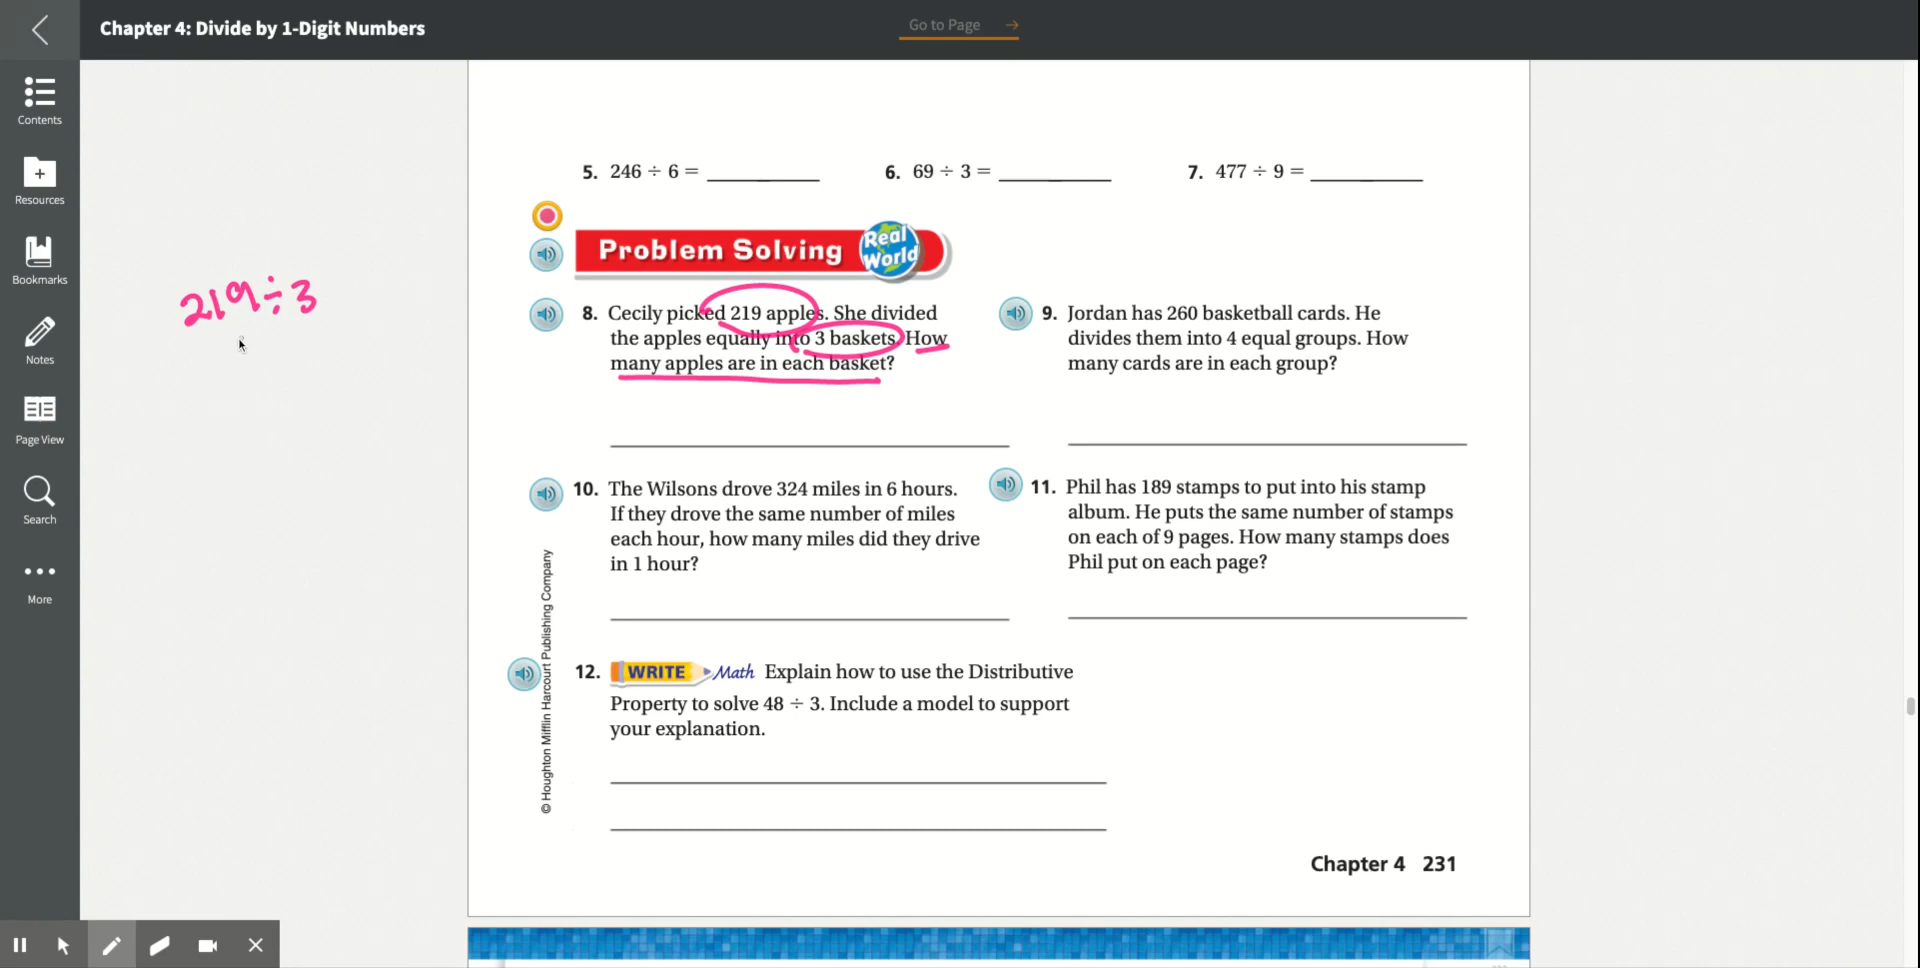 Chapter 4: Divide by 1-Digit Numbers
Go to Page →
Contents
Resources
Bookmarks
Notes
Page View
Search
More
219÷3
5. 246 ÷ 6 = ________
6. 69 ÷ 3 = ________
7. 477 ÷ 9 = ________
Problem Solving Real World
8. Cecily picked 219 apples. She divided
the apples equally into 3 baskets. How
many apples are in each basket?
9. Jordan has 260 basketball cards. He
divides them into 4 equal groups. How
many cards are in each group?
10. The Wilsons drove 324 miles in 6 hours.
If they drove the same number of miles
each hour, how many miles did they drive
in 1 hour?
11. Phil has 189 stamps to put into his stamp
album. He puts the same number of stamps
on each of 9 pages. How many stamps does
Phil put on each page?
12. WRITE Math Explain how to use the Distributive
Property to solve 48 ÷ 3. Include a model to support
your explanation.
© Houghton Mifflin Harcourt Publishing Company
Chapter 4 231